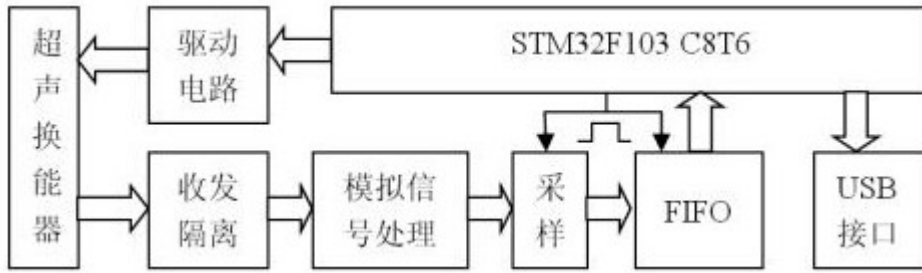 超声换能器
驱动
电路
STM32F103 C8T6
收发
隔离
模拟信
号处理
采样
FIFO
USB
接口